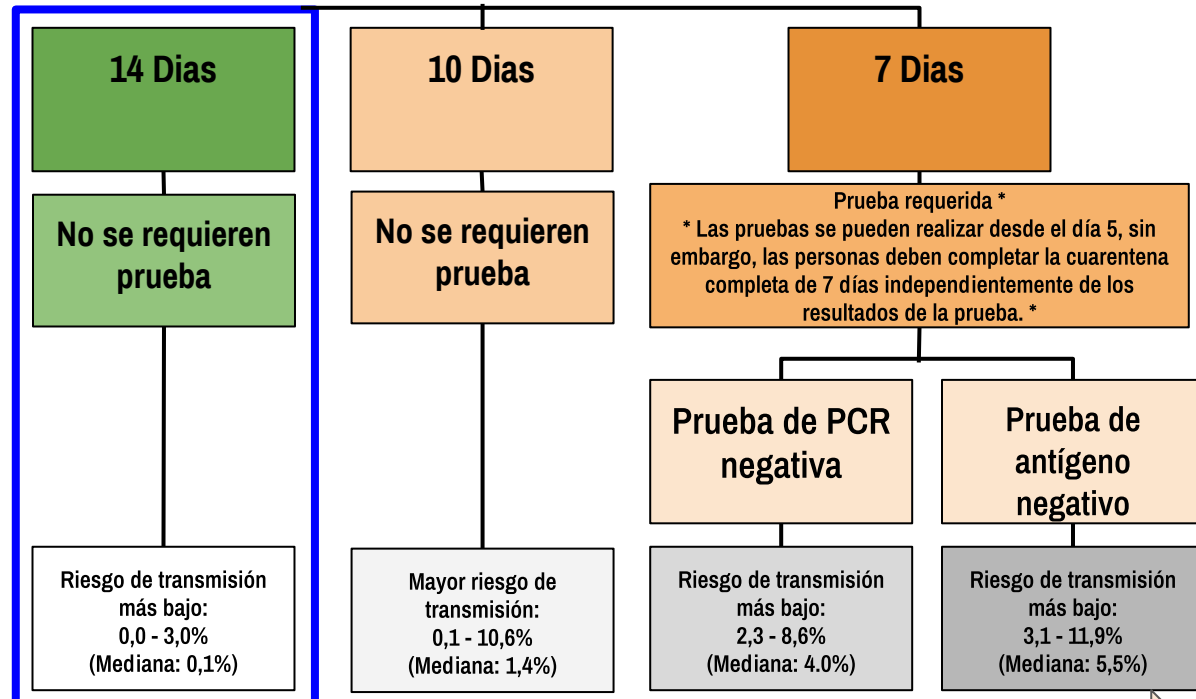 14 Dias
No se requieren
prueba
Riesgo de transmisión
más bajo:
0,0 - 3,0%
(Mediana: 0,1%)
10 Dias
No se requieren
prueba
Mayor riesgo de
transmisión:
0,1 - 10,6%
(Mediana: 1,4%)
7 Dias
Prueba requerida *
* Las pruebas se pueden realizar desde el día 5, sin
embargo, las personas deben completar la cuarentena
completa de 7 días independientemente de los
resultados de la prueba. *
Prueba de PCR
negativa
Riesgo de transmisión
más bajo:
2,3 - 8,6%
(Mediana: 4.0%)
Prueba de
antígeno
negativo
Riesgo de transmisión
más bajo:
3,1 - 11,9%
(Mediana: 5,5%)